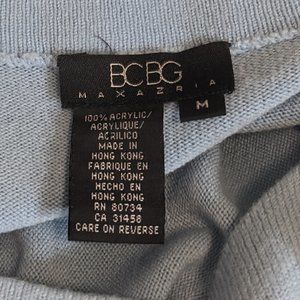 BCBG
MAXAZRIA
M
100% ACRYLIC/
ACRYLIQUE/
ACRILICO
MADE IN
HONG KONG
FABRIQUE EN
HONG KONG
HECHO EN
HONG KONG
RN 80734
CA 31458
CARE ON REVERSE